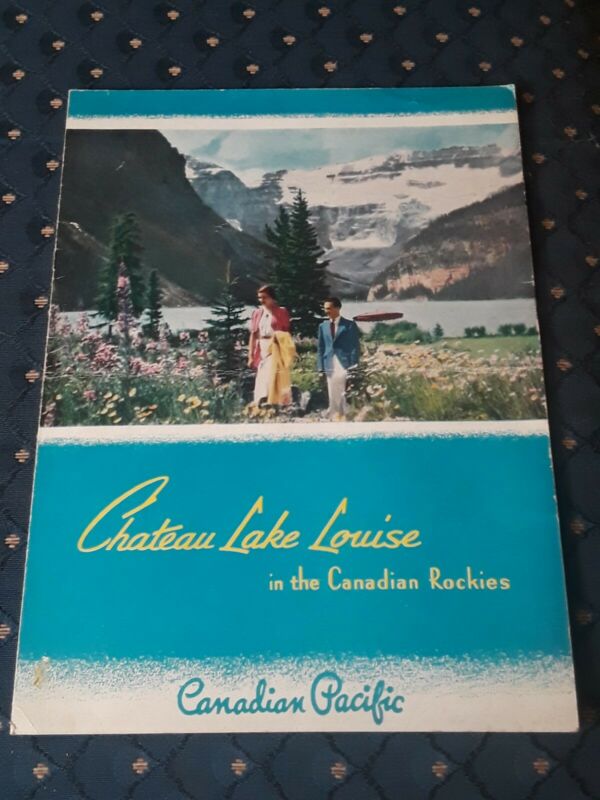 Chateau Lake Louise
in the Canadian Rockies
Canadian Pacific